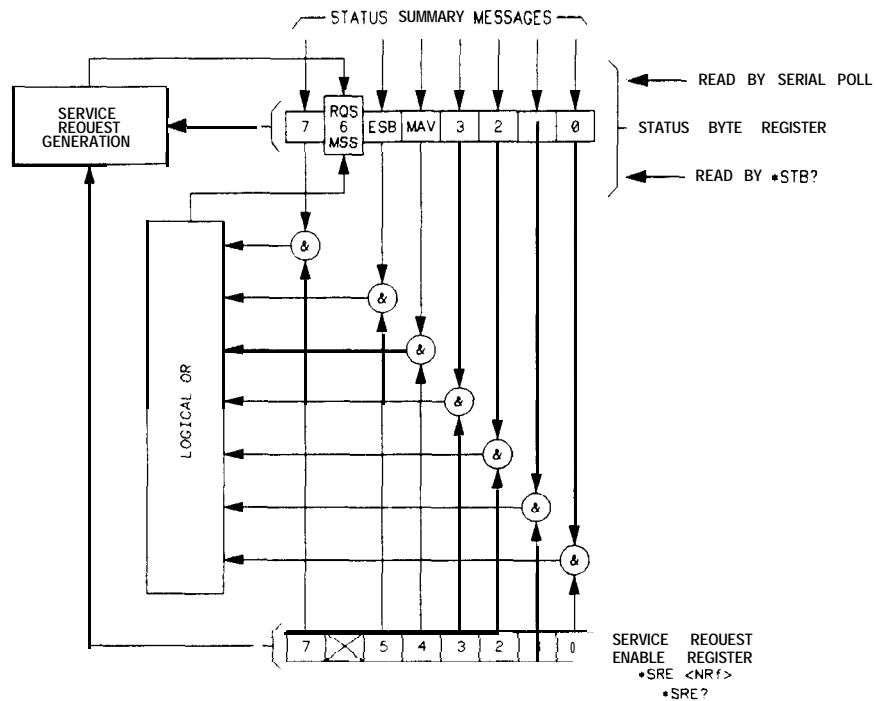 STATUS SUMMARY MESSAGES
READ BY SERIAL POLL
SERVICE
REQUEST
GENERATION
7
RQS
6
MSS
ESB
MAV
3
2
0
STATUS BYTE REGISTER
READ BY *STB?
&
&
&
&
&
&
&
LOGICAL OR
7
5
4
3
2
0
SERVICE REOUEST
ENABLE REGISTER
*SRE <NRf>
*SRE?